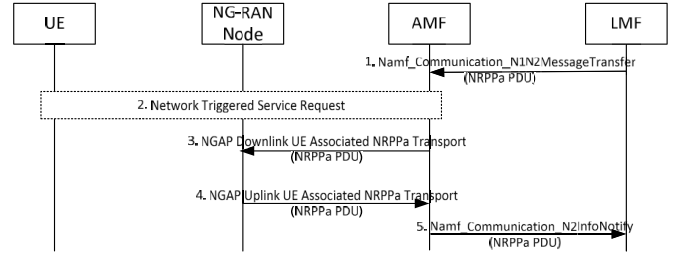 UE
NG-RAN
Node
AMF
LMF
1. Namf_Communication_N1N2MessageTransfer
(NRPPa PDU)
2. Network Triggered Service Request
3. NGAP Downlink UE Associated NRPPa Transport
(NRPPa PDU)
4. NGAP Uplink UE Associated NRPPa Transport
(NRPPa PDU)
5. Namf_Communication_N2InfoNotify
(NRPPa PDU)